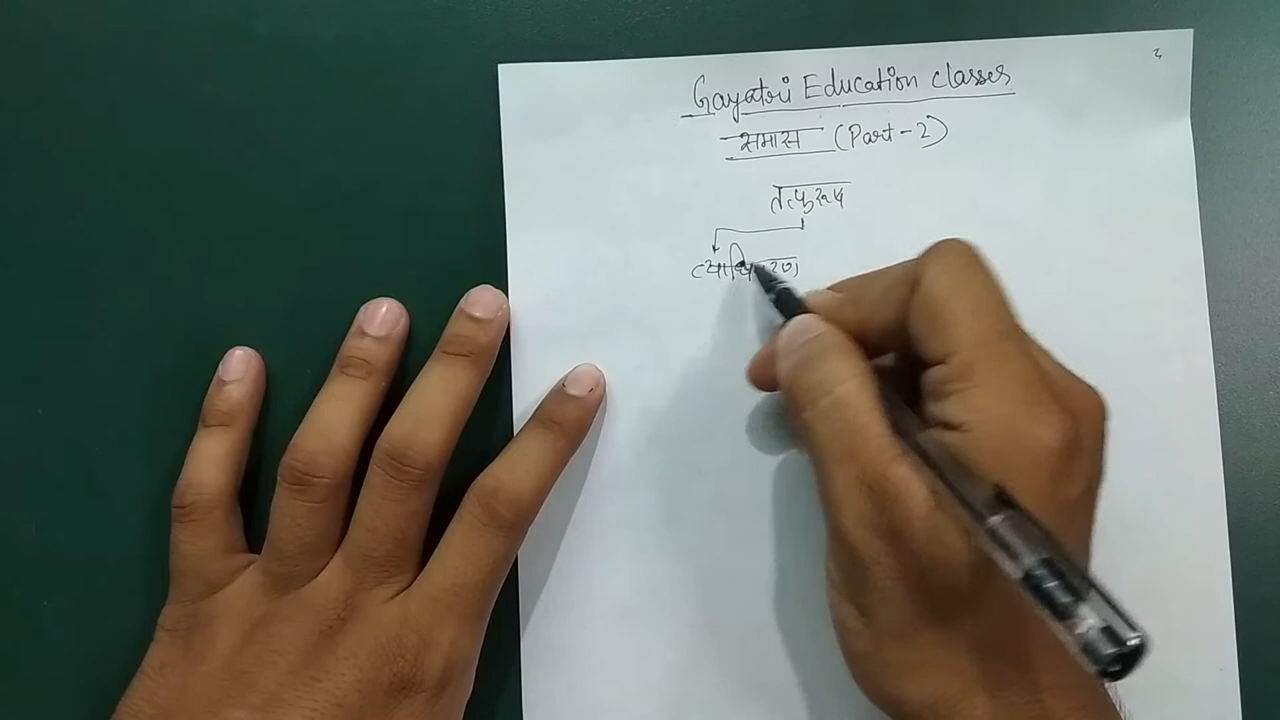 Gayatri Education classes
समास (Part-2)
तत्पुरुष